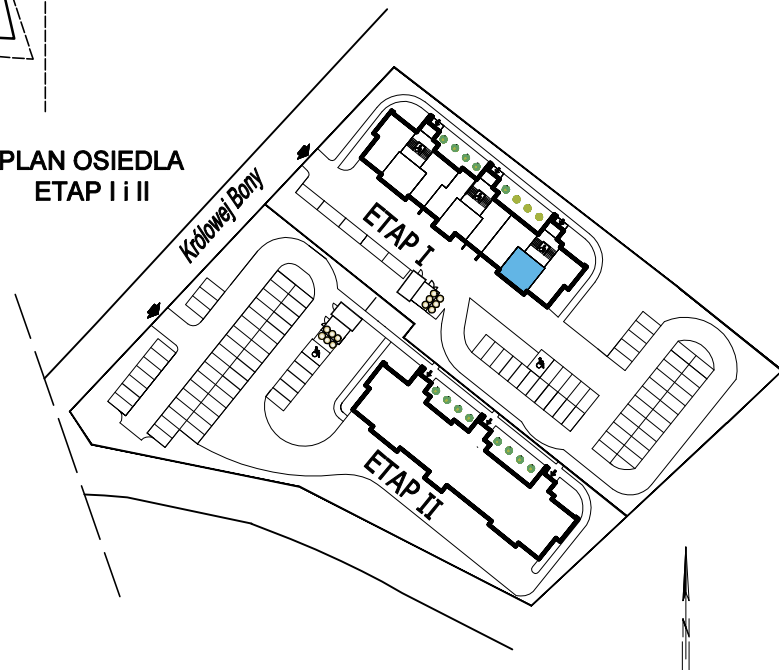 PLAN OSIEDLA
ETAP I i II
Królowej Bony
ETAP I
ETAP II
N